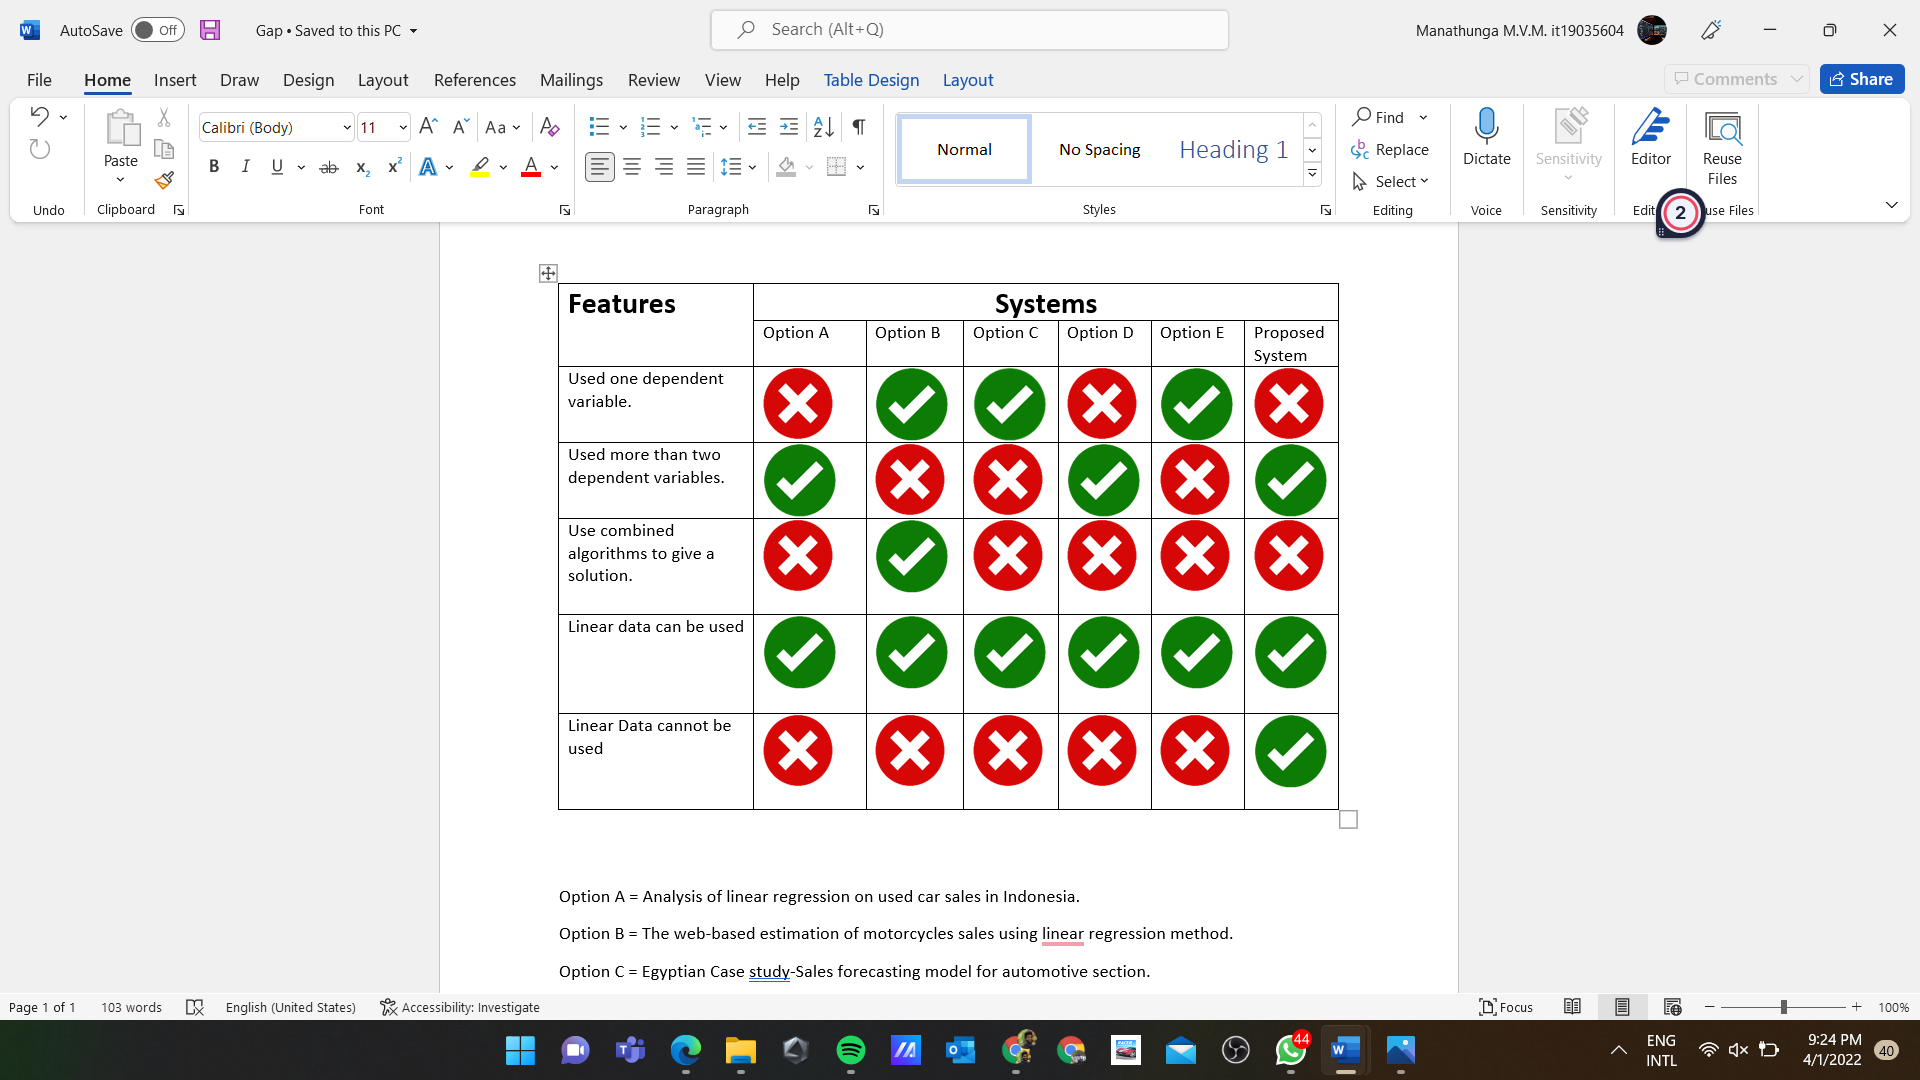 AutoSave Off Gap • Saved to this PC Search (Alt+Q) Manathunga M.V.M. it19035604
File Home Insert Draw Design Layout References Mailings Review View Help Table Design Layout Comments Share
Calibri (Body) 11 Aa
Paste
B I U ab x2 x2 A A
Normal No Spacing Heading 1
Find
Replace
Select
Dictate Sensitivity Editor Reuse Files
Undo Clipboard Font Paragraph Styles Editing Voice Sensitivity Edit use Files
2
Features Systems
Option A Option B Option C Option D Option E Proposed System
Used one dependent
variable.
Used more than two
dependent variables.
Use combined
algorithms to give a
solution.
Linear data can be used
Linear Data cannot be
used
Option A = Analysis of linear regression on used car sales in Indonesia.
Option B = The web-based estimation of motorcycles sales using linear regression method.
Option C = Egyptian Case study-Sales forecasting model for automotive section.
Page 1 of 1 103 words English (United States) Accessibility: Investigate Focus 100%
44
ENG
INTL
9:24 PM
4/1/2022
40